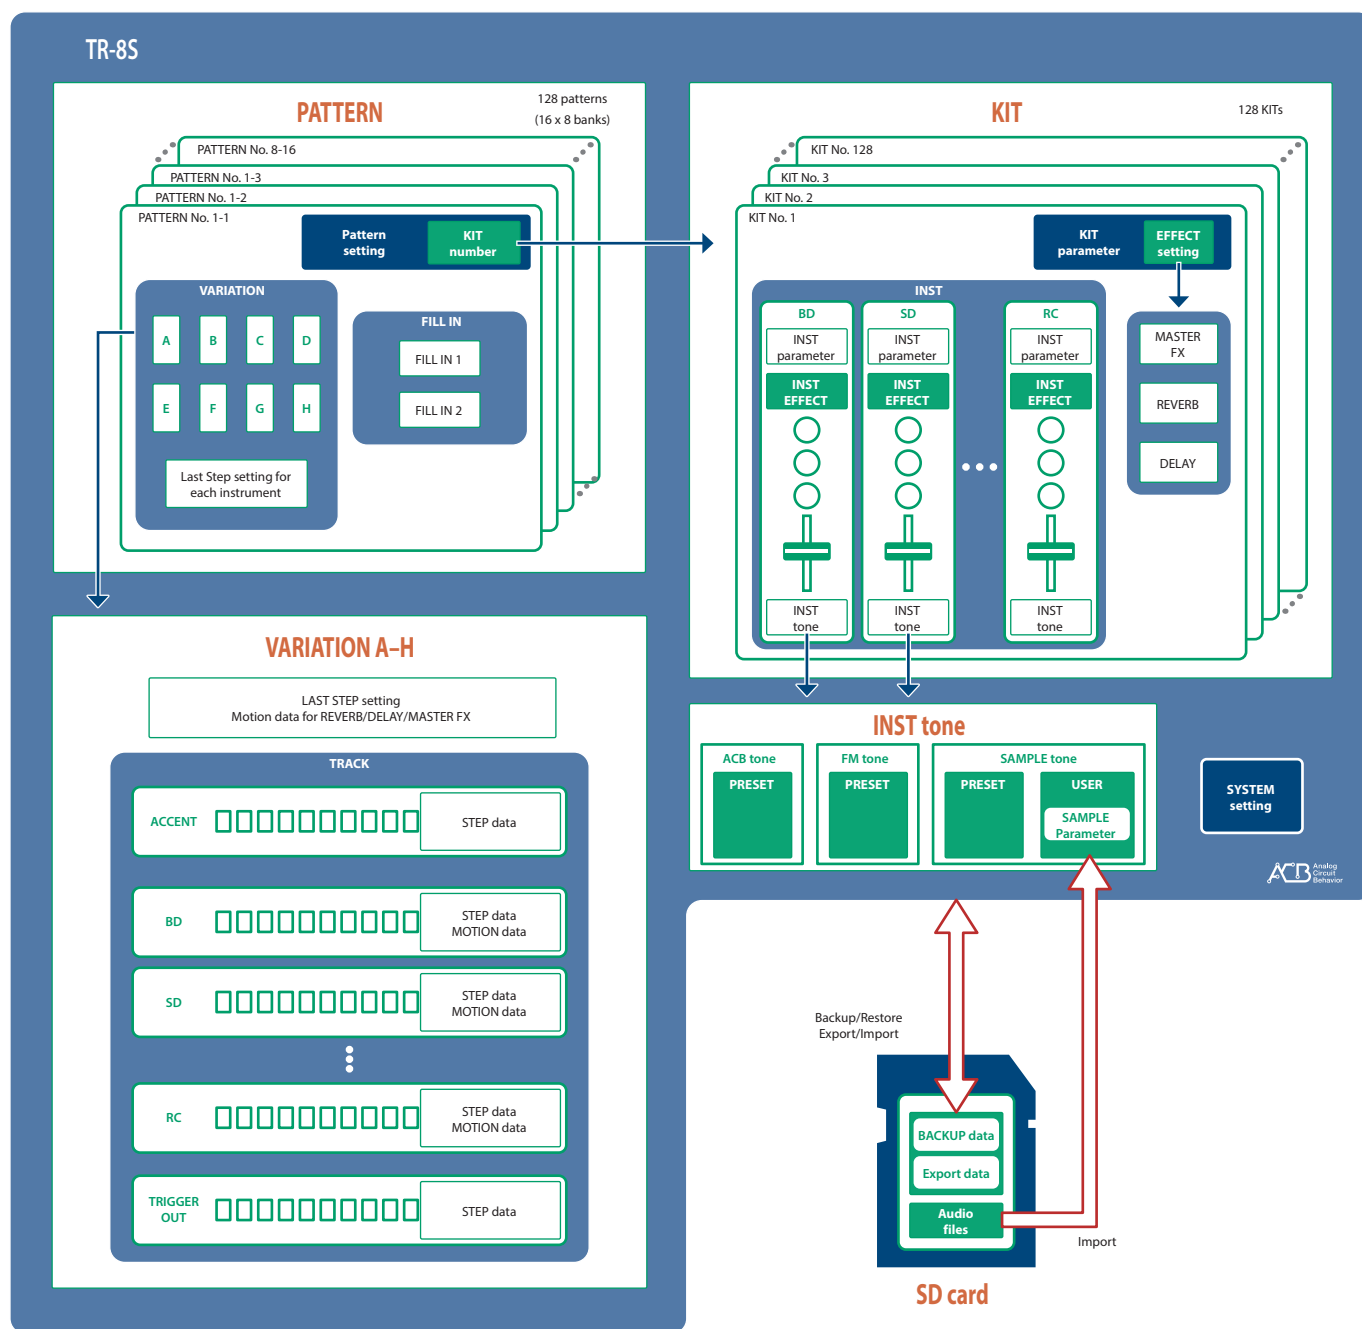 TR-8S
PATTERN
128 patterns
(16 x 8 banks)
PATTERN No. 8-16
PATTERN No. 1-3
PATTERN No. 1-2
PATTERN No. 1-1
Pattern
setting
KIT
number
VARIATION
A
B
C
D
E
F
G
H
Last Step setting for
each instrument
FILL IN
FILL IN 1
FILL IN 2
KIT
128 KITs
KIT No. 128
KIT No. 3
KIT No. 2
KIT No. 1
KIT
parameter
EFFECT
setting
INST
BD
INST
parameter
INST
EFFECT
INST
tone
SD
INST
parameter
INST
EFFECT
INST
tone
RC
INST
parameter
INST
EFFECT
INST
tone
MASTER
FX
REVERB
DELAY
VARIATION A–H
LAST STEP setting
Motion data for REVERB/DELAY/MASTER FX
TRACK
ACCENT
STEP data
BD
STEP data
MOTION data
SD
STEP data
MOTION data
RC
STEP data
MOTION data
TRIGGER
OUT
STEP data
INST tone
ACB tone
PRESET
FM tone
PRESET
SAMPLE tone
PRESET
USER
SAMPLE
Parameter
SYSTEM
setting
ACB
Analog
Circuit
Behavior
Backup/Restore
Export/Import
BACKUP data
Export data
Audio
files
Import
SD card